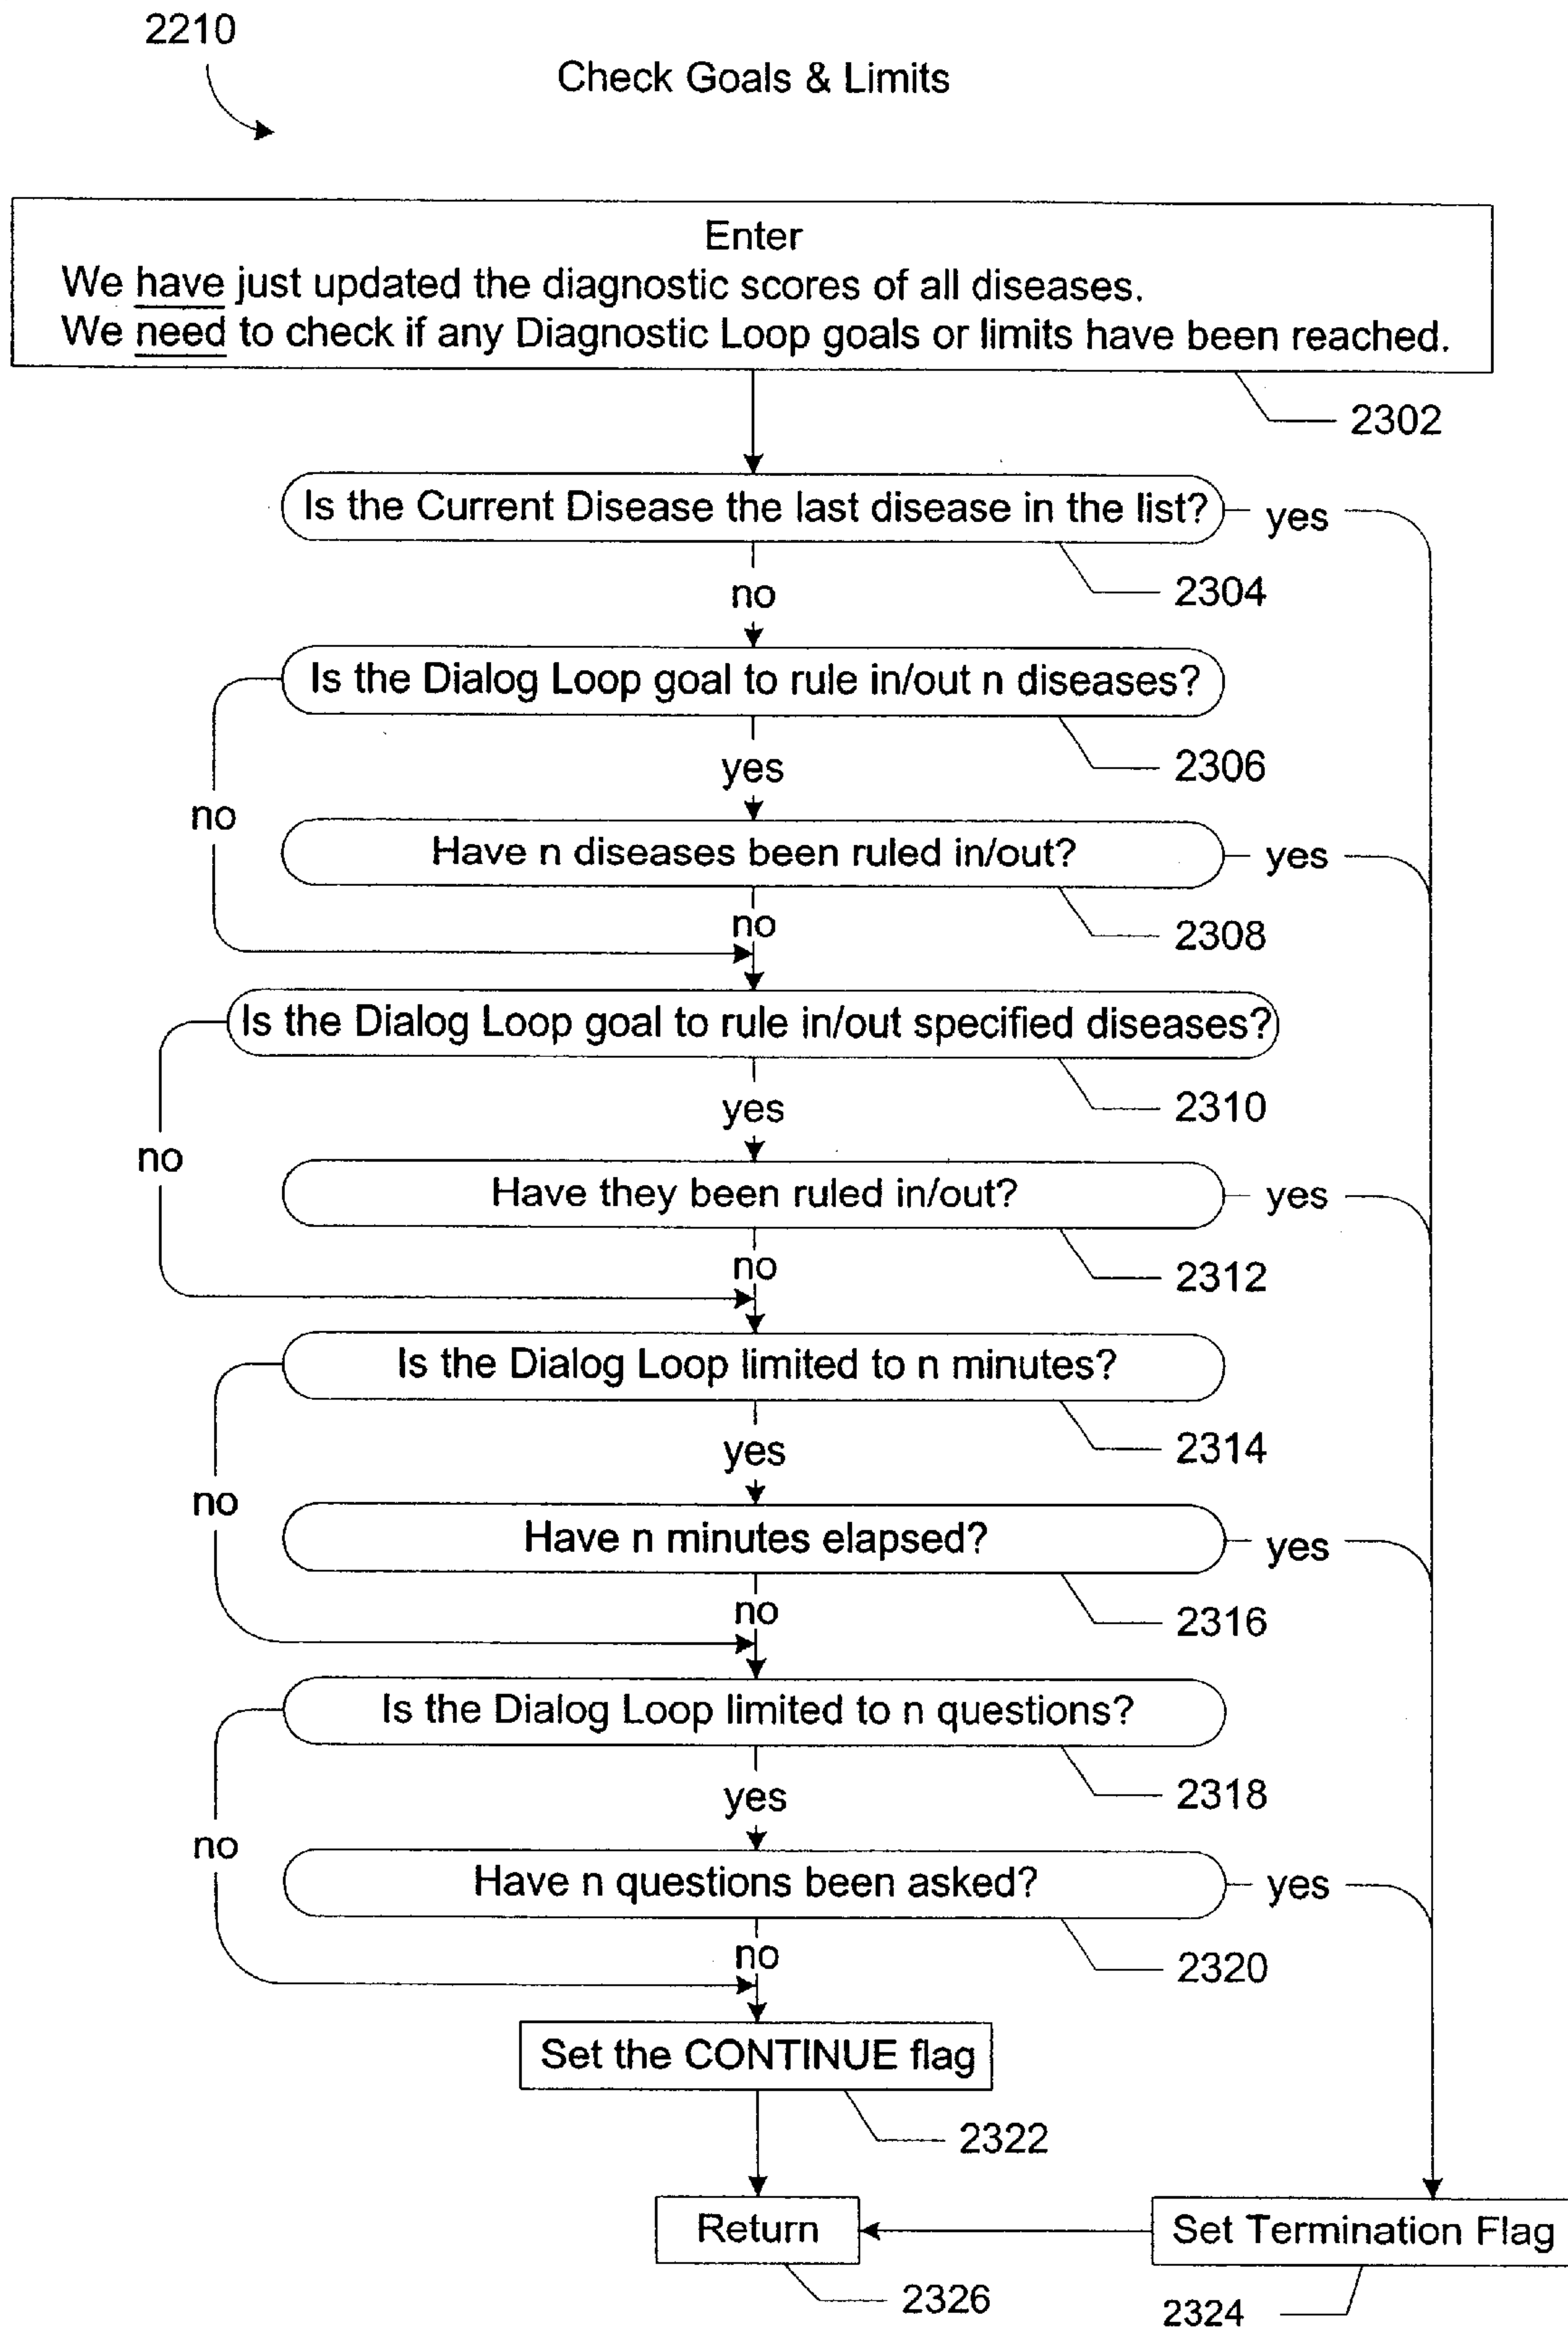 2210
Check Goals & Limits
Enter
We have just updated the diagnostic scores of all diseases.
We need to check if any Diagnostic Loop goals or limits have been reached.
2302
Is the Current Disease the last disease in the list?
yes
2304
no
Is the Dialog Loop goal to rule in/out n diseases?
2306
yes
no
Have n diseases been ruled in/out?
yes
2308
no
Is the Dialog Loop goal to rule in/out specified diseases?
2310
yes
no
Have they been ruled in/out?
yes
2312
no
Is the Dialog Loop limited to n minutes?
2314
yes
no
Have n minutes elapsed?
yes
2316
no
Is the Dialog Loop limited to n questions?
2318
yes
no
Have n questions been asked?
yes
2320
no
Set the CONTINUE flag
2322
Return
Set Termination Flag
2326
2324